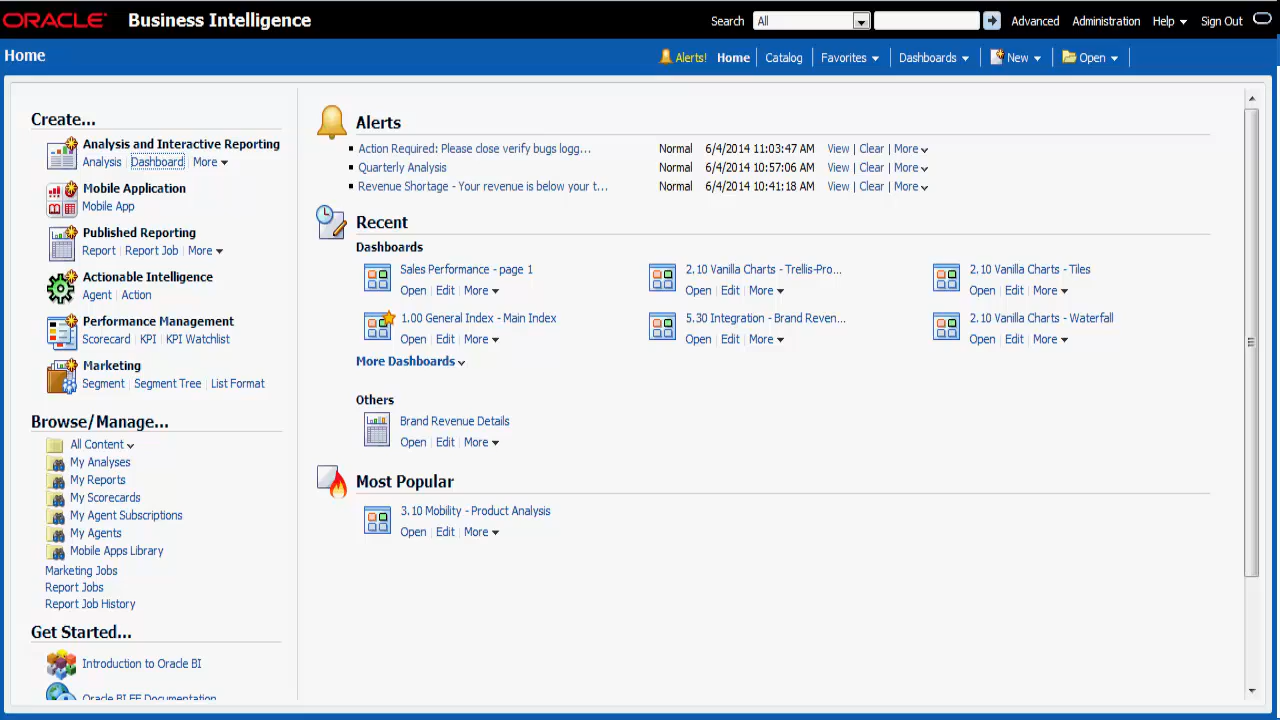 ORACLE Business Intelligence Search All Advanced Administration Help Sign Out
Home Alerts! Home Catalog Favorites Dashboards New Open
Create...
Analysis and Interactive Reporting
Analysis Dashboard More
Mobile Application
Mobile App
Published Reporting
Report Report Job More
Actionable Intelligence
Agent Action
Performance Management
Scorecard KPI KPI Watchlist
Marketing
Segment Segment Tree List Format
Browse/Manage...
All Content
My Analyses
My Reports
My Scorecards
My Agent Subscriptions
My Agents
Mobile Apps Library
Marketing Jobs
Report Jobs
Report Job History
Get Started...
Introduction to Oracle BI
Oracle BI EE Documentation
Alerts
Action Required: Please close verify bugs logg... Normal 6/4/2014 11:03:47 AM View | Clear | More
Quarterly Analysis Normal 6/4/2014 10:57:06 AM View | Clear | More
Revenue Shortage - Your revenue is below your t... Normal 6/4/2014 10:41:18 AM View | Clear | More
Recent
Dashboards
Sales Performance - page 1 2.10 Vanilla Charts - Trellis-Pro... 2.10 Vanilla Charts - Tiles
Open Edit More Open Edit More Open Edit More
1.00 General Index - Main Index 5.30 Integration - Brand Reven... 2.10 Vanilla Charts - Waterfall
Open Edit More Open Edit More Open Edit More
More Dashboards
Others
Brand Revenue Details
Open Edit More
Most Popular
3.10 Mobility - Product Analysis
Open Edit More